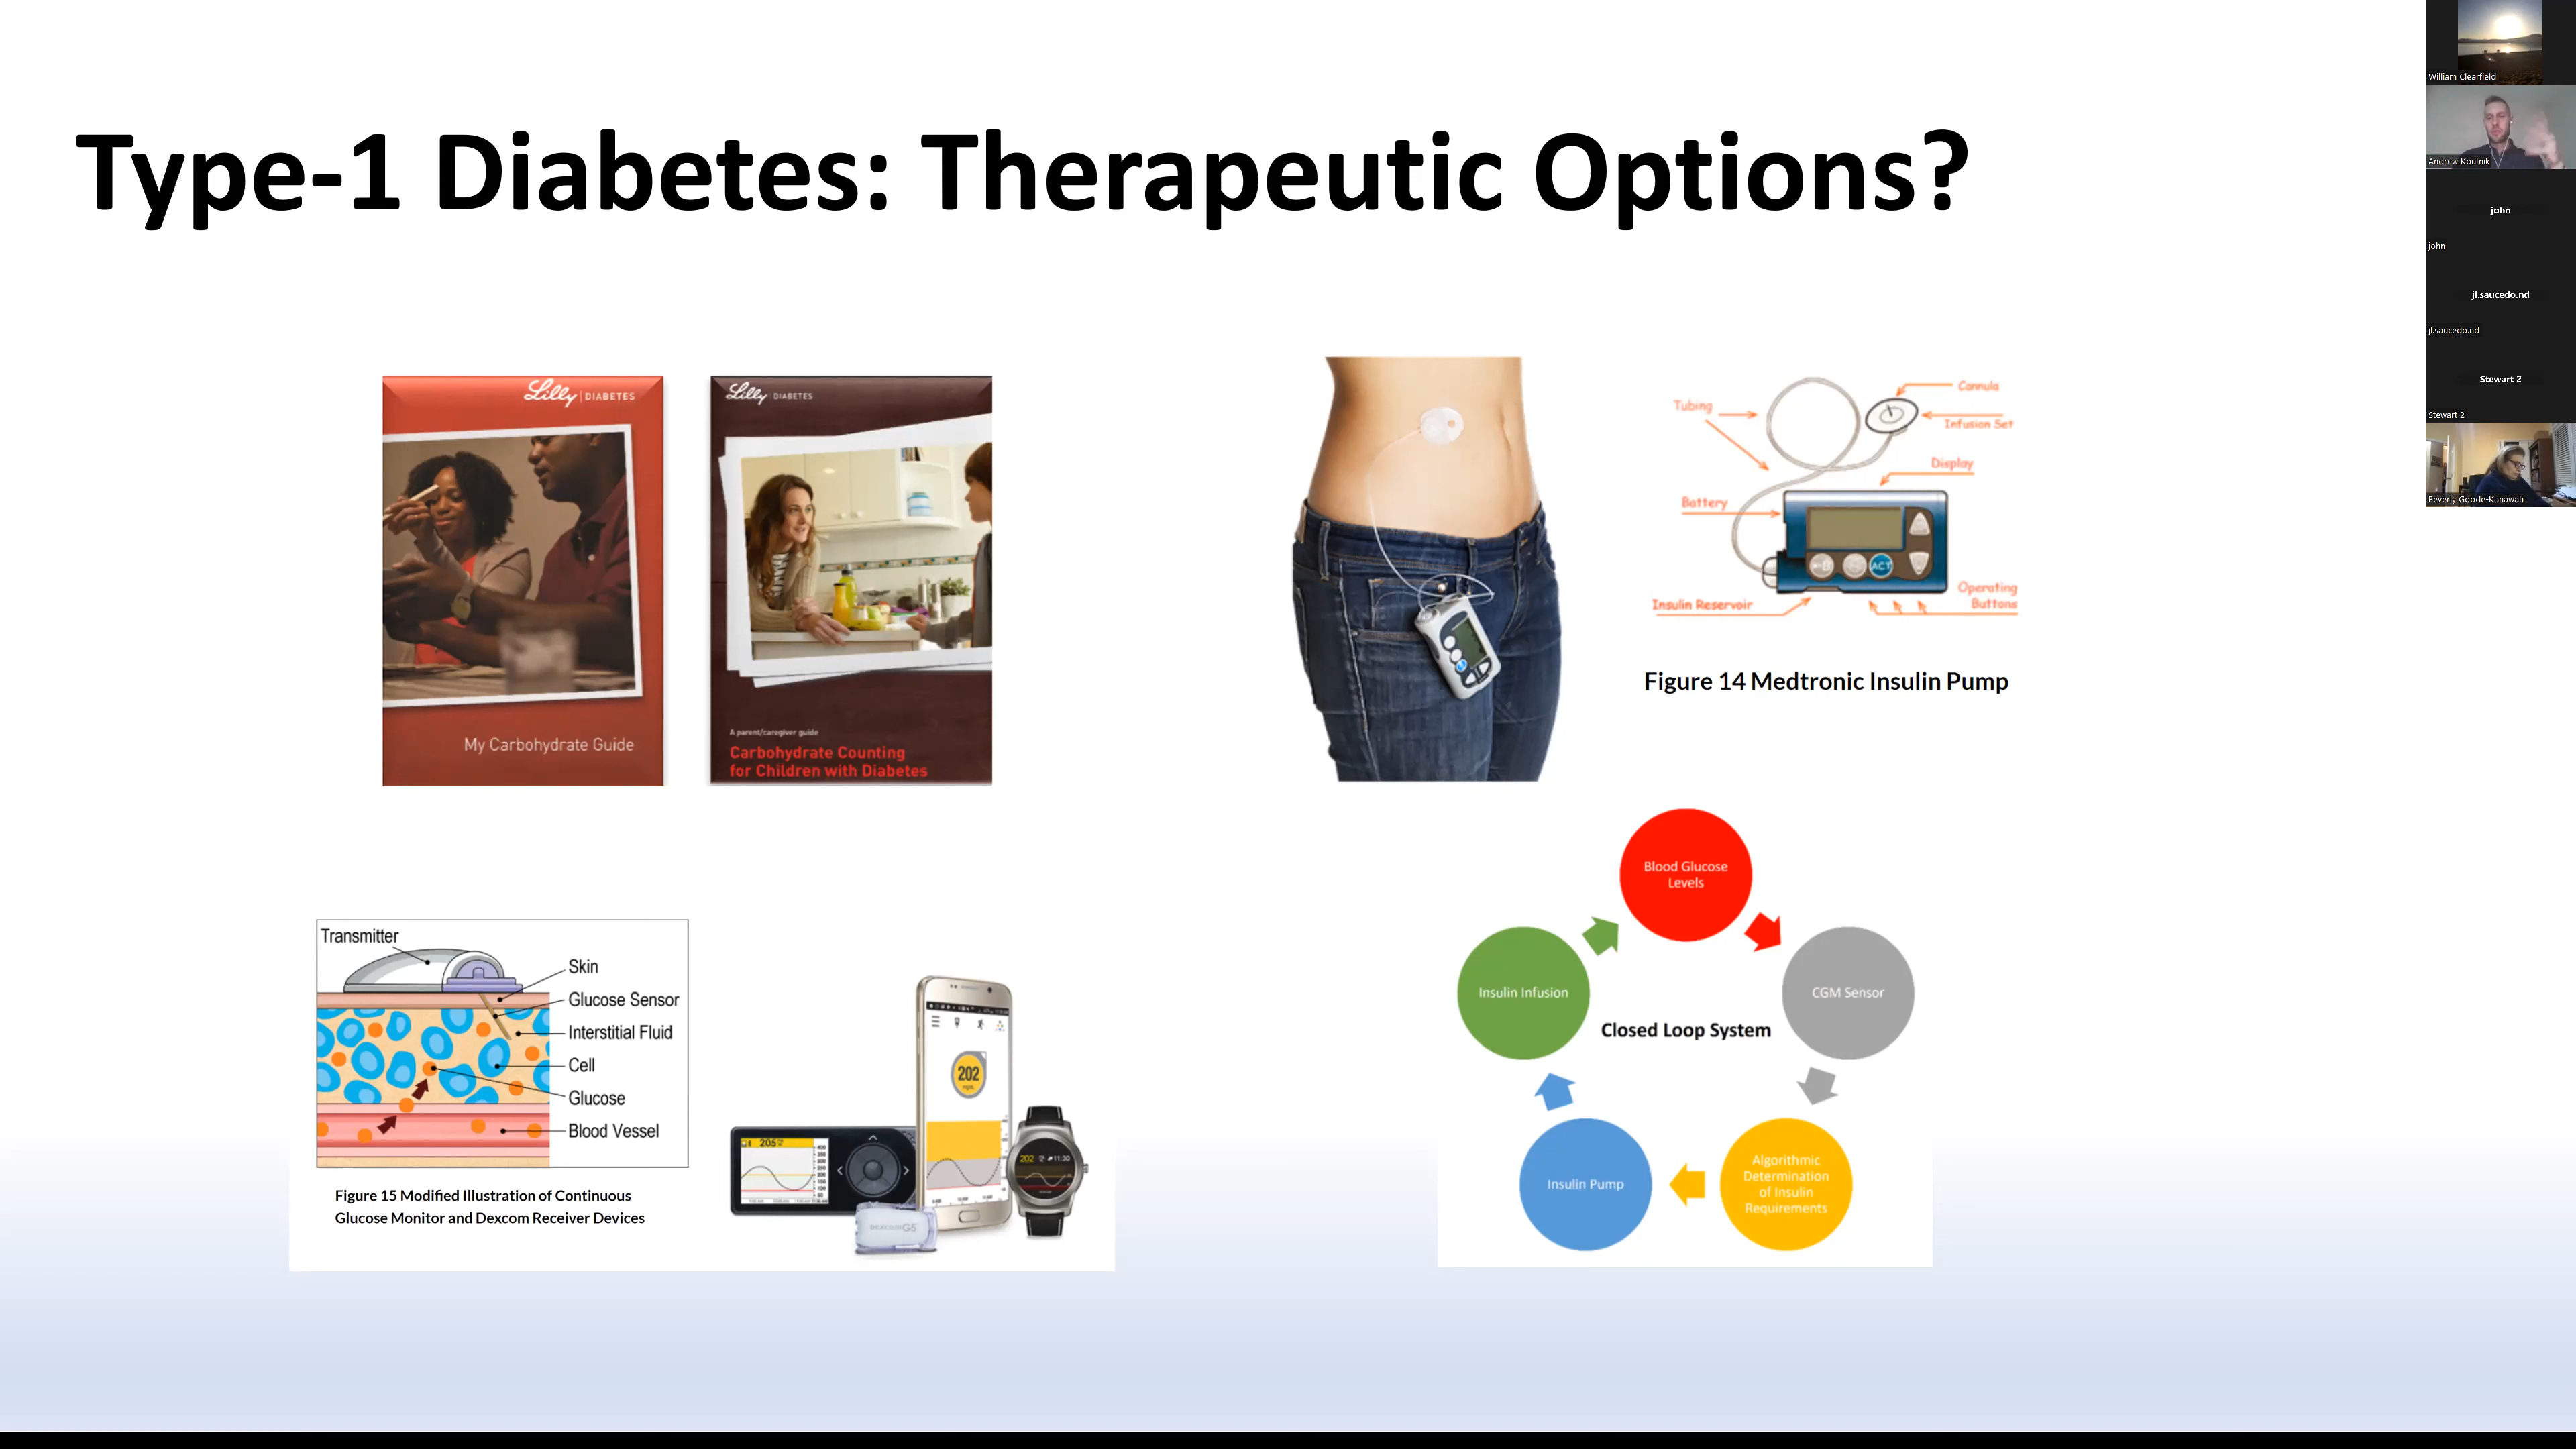 Type-1 Diabetes: Therapeutic Options?
Lilly | DIABETES
My Carbohydrate Guide
Lilly | DIABETES
A parent/caregiver guide
Carbohydrate Counting
for Children with Diabetes
Tubing
Cannula
Infusion Set
Display
Battery
ACT
Insulin Reservoir
Operating
Buttons
Figure 14 Medtronic Insulin Pump
Transmitter
Skin
Glucose Sensor
Interstitial Fluid
Cell
Glucose
Blood Vessel
Figure 15 Modified Illustration of Continuous
Glucose Monitor and Dexcom Receiver Devices
205
202
202
11:30
DEXCOM G5
Blood Glucose
Levels
CGM Sensor
Algorithmic
Determination
of Insulin
Requirements
Insulin Pump
Insulin Infusion
Closed Loop System
William Clearfield
Andrew Koutnik
john
john
jl.saucedo.nd
jl.saucedo.nd
Stewart 2
Stewart 2
Beverly Goode-Kanawati